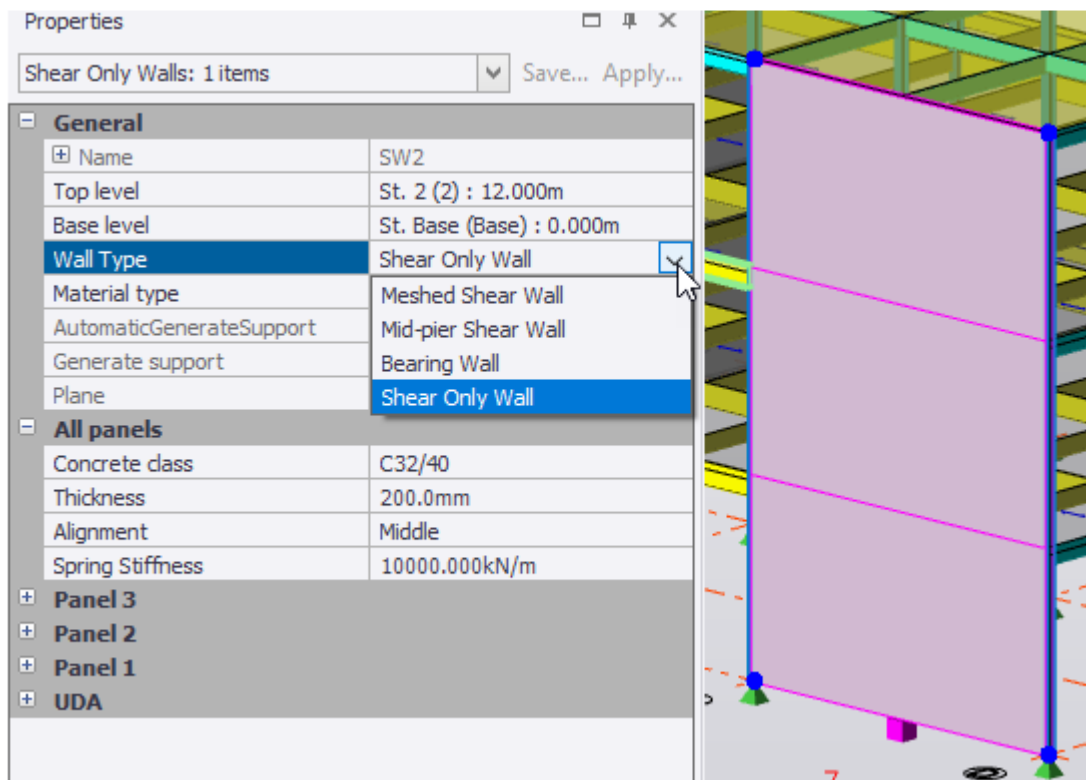 Properties
Shear Only Walls: 1 items Save... Apply...
General
Name SW2
Top level St. 2 (2) : 12.000m
Base level St. Base (Base) : 0.000m
Wall Type Shear Only Wall
Material type Meshed Shear Wall
AutomaticGenerateSupport Mid-pier Shear Wall
Generate support Bearing Wall
Plane Shear Only Wall
All panels
Concrete class C32/40
Thickness 200.0mm
Alignment Middle
Spring Stiffness 10000.000kN/m
Panel 3
Panel 2
Panel 1
UDA
7